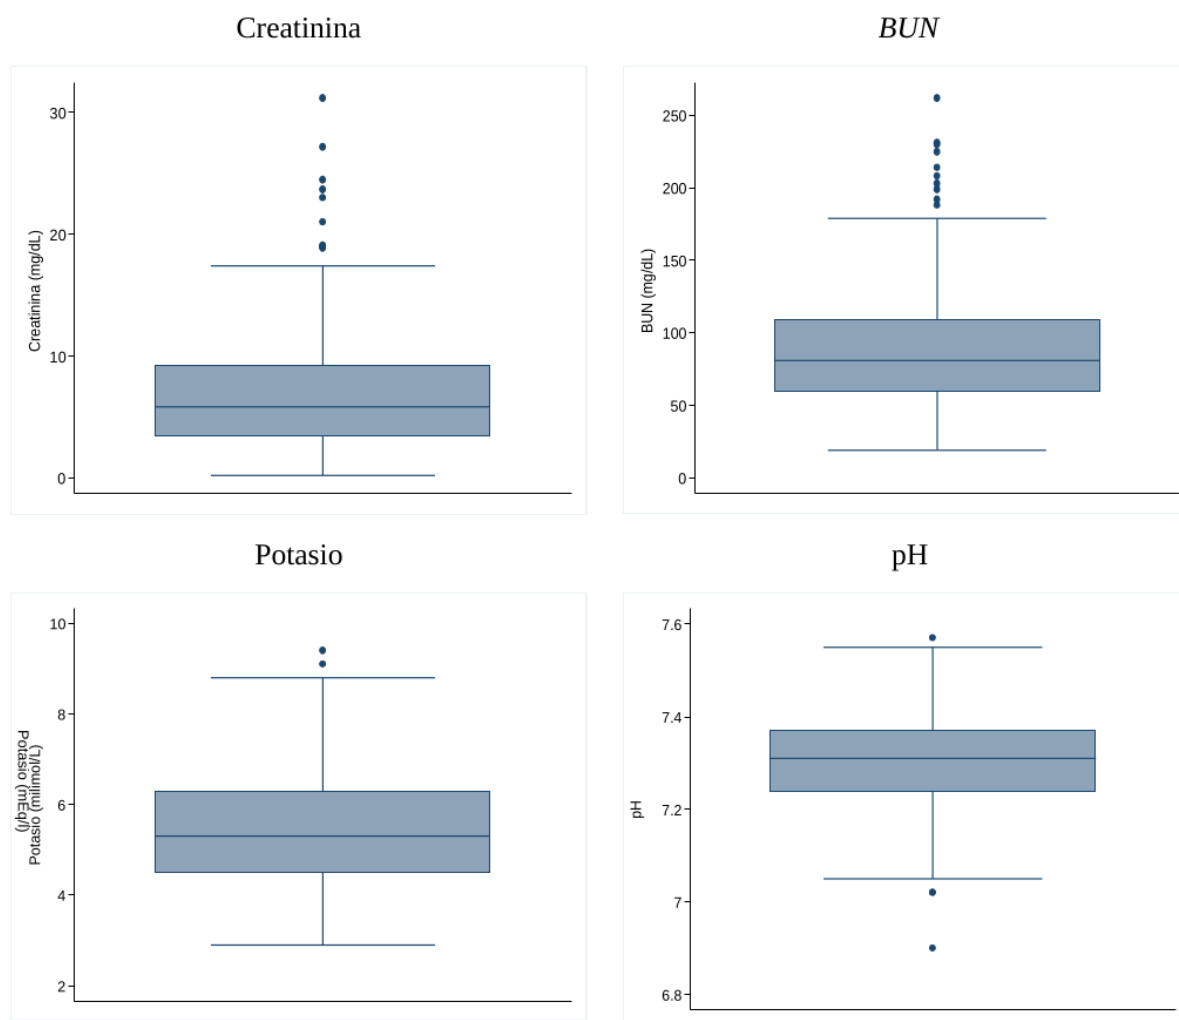 Creatinina
BUN
30
20
10
0
Creatinina (mg/dL)
250
200
150
100
50
0
BUN (mg/dL)
Potasio
pH
10
8
6
4
2
Potasio (mEq/l)
Potasio (milimol/L)
7.6
7.4
7.2
7
6.8
pH